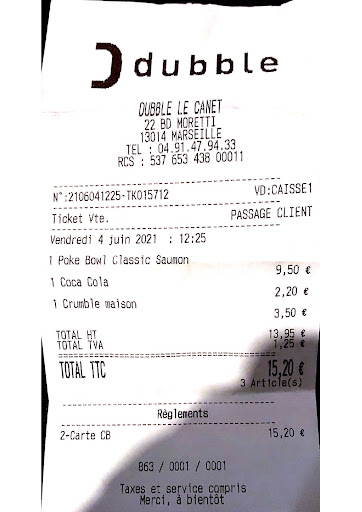 dubble
DUBBLE LE CANET
22 BD MORETTI
13014 MARSEILLE
TEL : 04.91.47.94.33
RCS : 537 653 438 00011
N°:2106041225-TK015712 VD:CAISSE1
Ticket Vte. PASSAGE CLIENT
Vendredi 4 juin 2021 : 12:25
1 Poke Bowl Classic Saumon 9,50 €
1 Coca Cola 2,20 €
1 Crumble maison 3,50 €
TOTAL HT 13,95 €
TOTAL TVA 1,25 €
TOTAL TTC 15,20 €
3 Article(s)
Règlements
2-Carte CB 15,20 €
B63 / 0001 / 0001
Taxes et service compris
Merci, à bientôt